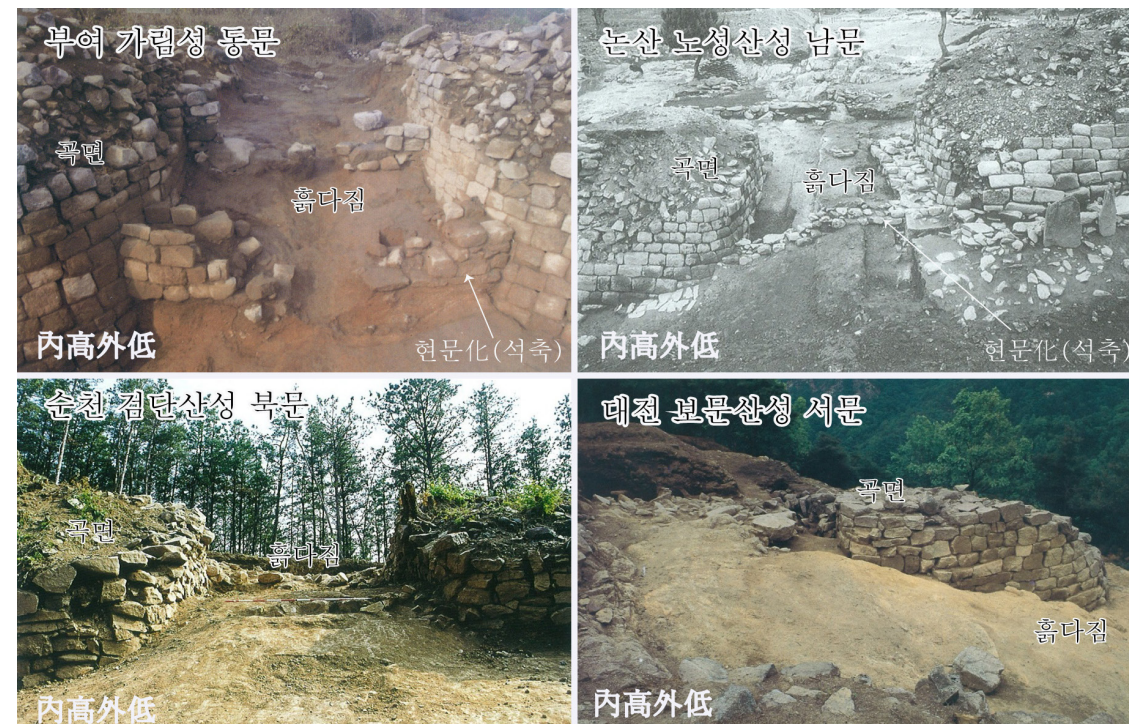 부여 가림성 동문
곡면
흙다짐
內高外低
현문化(석축)
논산 노성산성 남문
곡면
흙다짐
內高外低
현문化(석축)
순천 검단산성 북문
곡면
흙다짐
內高外低
대전 보문산성 서문
곡면
흙다짐
內高外低